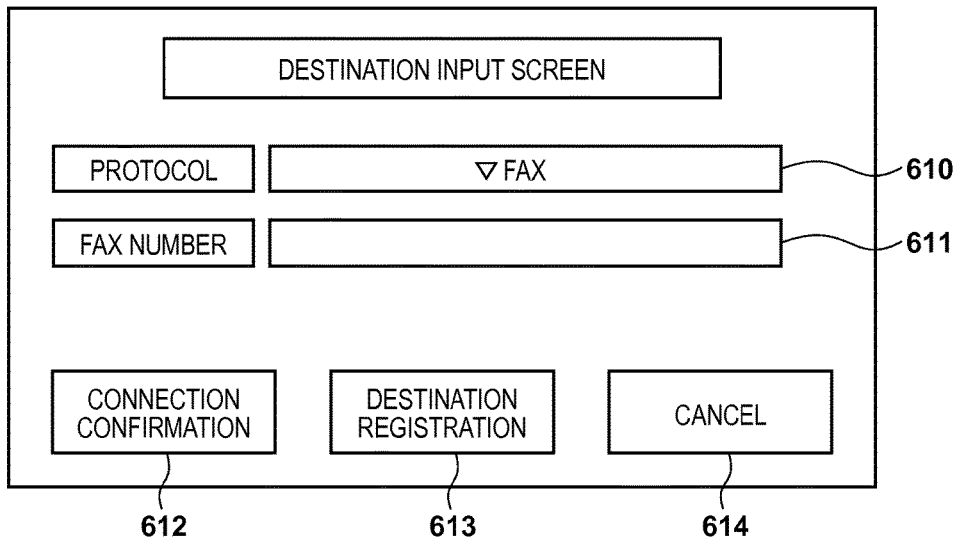 DESTINATION INPUT SCREEN
PROTOCOL
▽ FAX
610
FAX NUMBER
611
CONNECTION
CONFIRMATION
DESTINATION
REGISTRATION
CANCEL
612
613
614